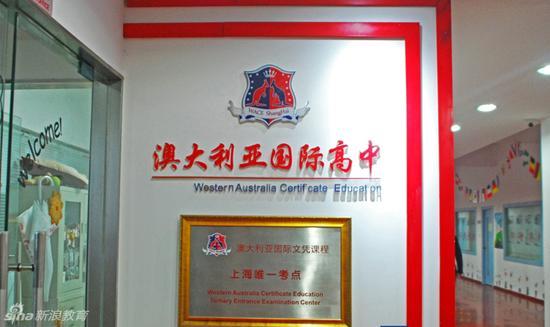 Welcome!
WACE ShangHai
澳大利亚国际高中
Western Australia Certificate Education
澳大利亚国际文凭课程
上海唯一考点
Western Australia Certificate Education
Tertiary Entrance Examination Center
sina新浪教育